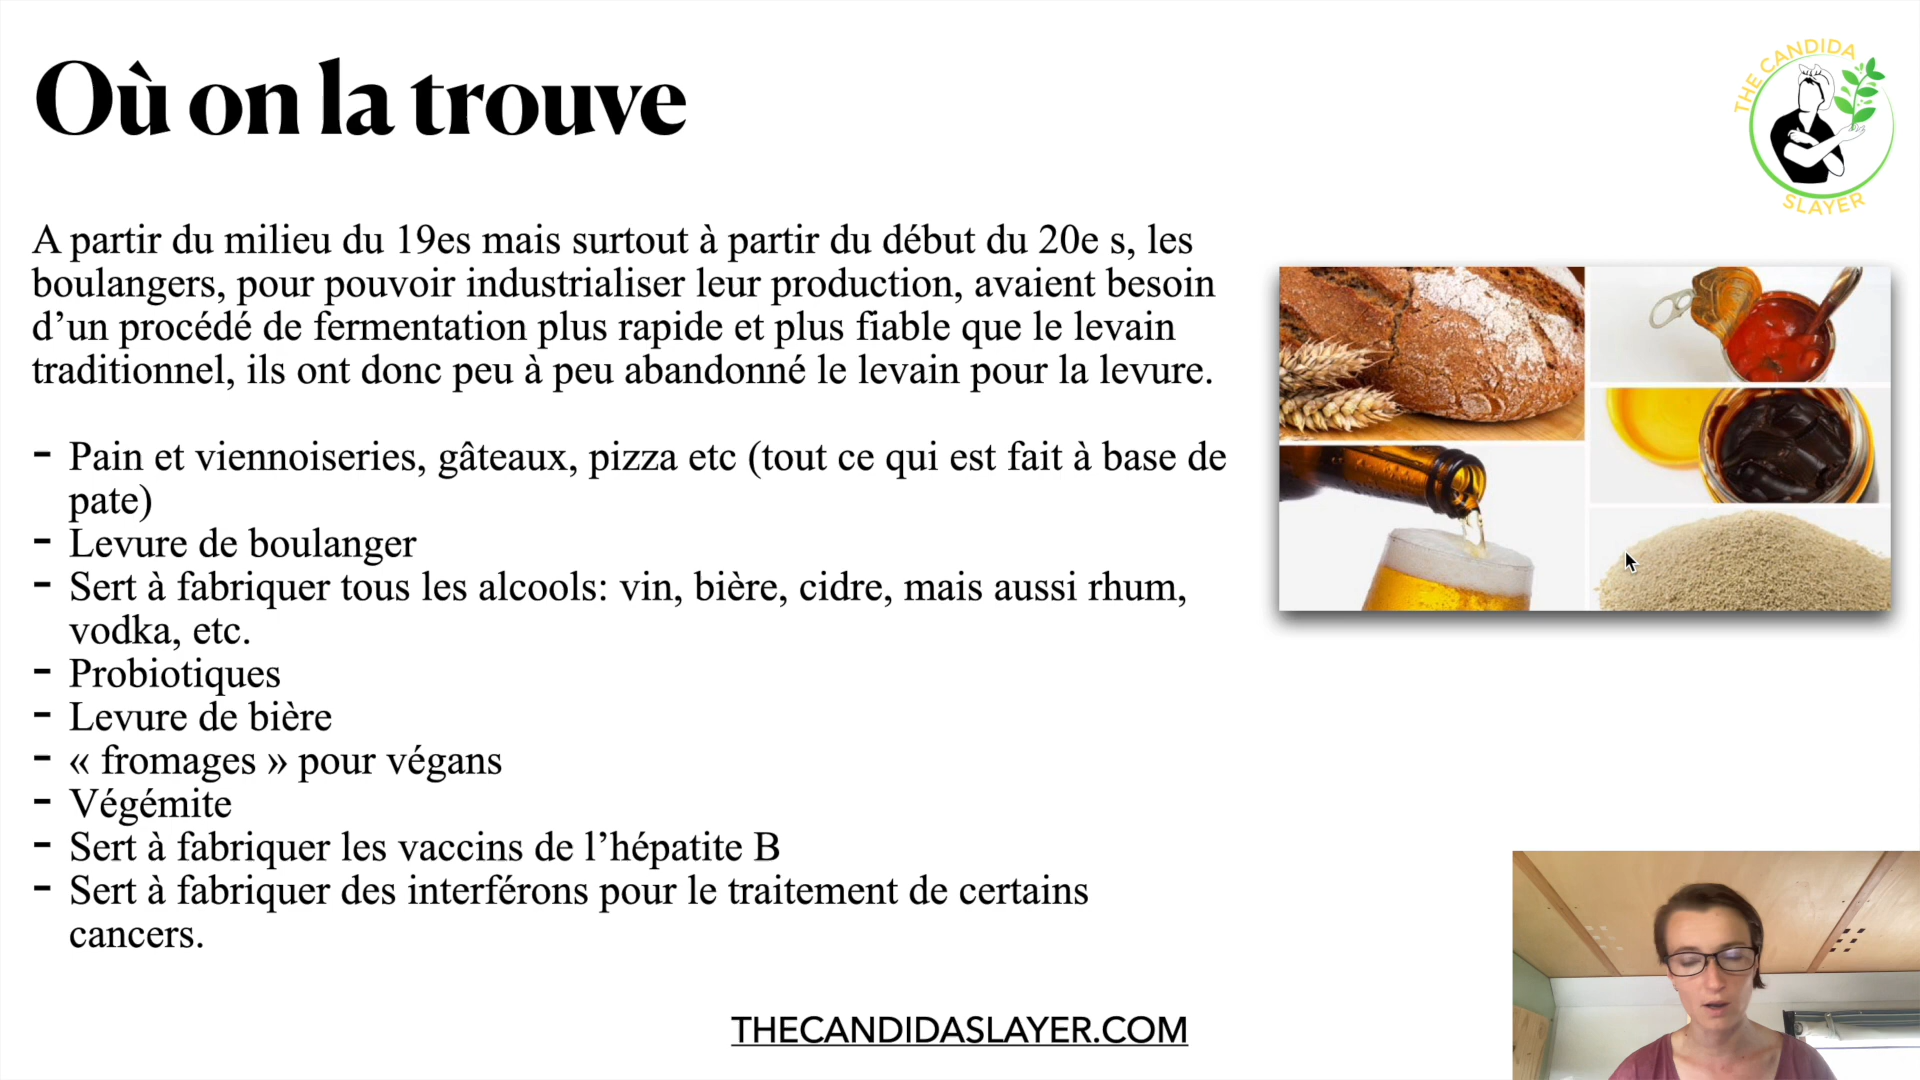 Où on la trouve
THE CANDIDA
SLAYER
A partir du milieu du 19es mais surtout à partir du début du 20e s, les
boulangers, pour pouvoir industrialiser leur production, avaient besoin
d’un procédé de fermentation plus rapide et plus fiable que le levain
traditionnel, ils ont donc peu à peu abandonné le levain pour la levure.
- Pain et viennoiseries, gâteaux, pizza etc (tout ce qui est fait à base de
pate)
- Levure de boulanger
- Sert à fabriquer tous les alcools: vin, bière, cidre, mais aussi rhum,
vodka, etc.
- Probiotiques
- Levure de bière
- « fromages » pour végans
- Végémite
- Sert à fabriquer les vaccins de l’hépatite B
- Sert à fabriquer des interférons pour le traitement de certains
cancers.
THECANDIDASLAYER.COM